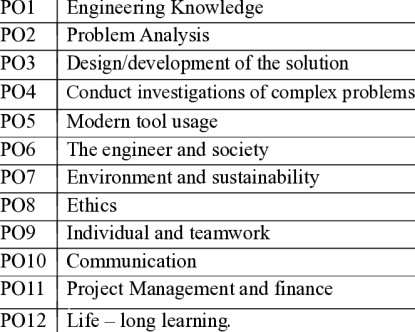 PO1 Engineering Knowledge
PO2 Problem Analysis
PO3 Design/development of the solution
PO4 Conduct investigations of complex problems
PO5 Modern tool usage
PO6 The engineer and society
PO7 Environment and sustainability
PO8 Ethics
PO9 Individual and teamwork
PO10 Communication
PO11 Project Management and finance
PO12 Life – long learning.